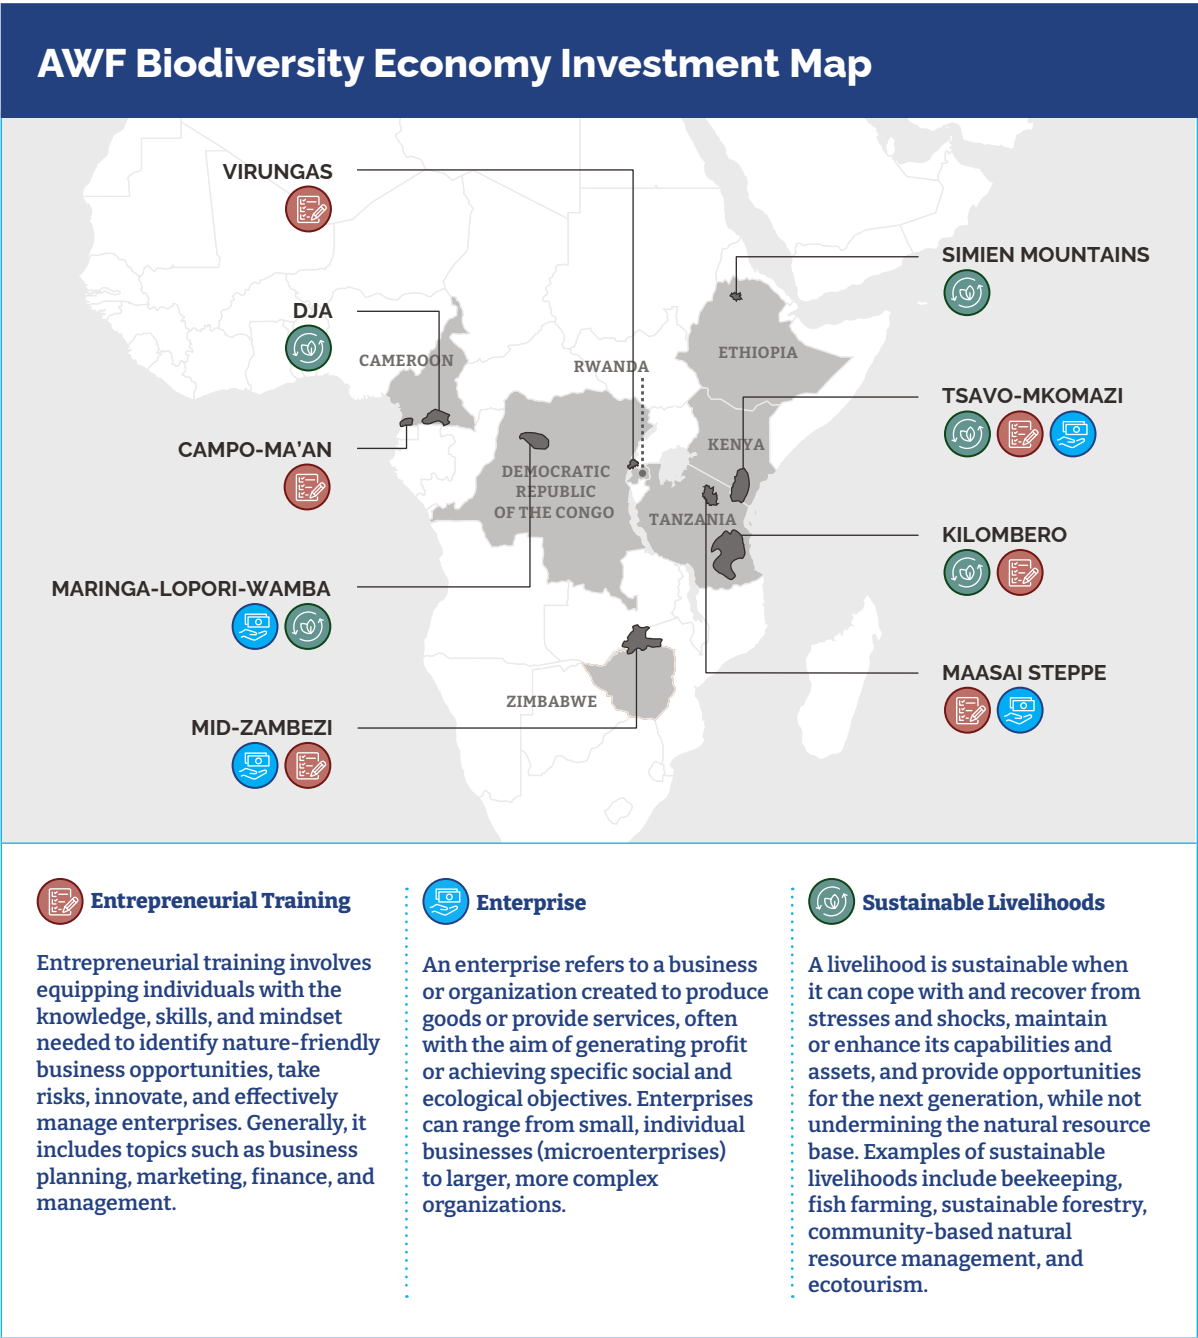 AWF Biodiversity Economy Investment Map
VIRUNGAS
DJA
CAMPO-MA’AN
MARINGA-LOPORI-WAMBA
MID-ZAMBEZI
CAMEROON
RWANDA
ETHIOPIA
KENYA
DEMOCRATIC
REPUBLIC
OF THE CONGO
TANZANIA
ZIMBABWE
SIMIEN MOUNTAINS
TSAVO-MKOMAZI
KILOMBERO
MAASAI STEPPE
Entrepreneurial Training
Entrepreneurial training involves
equipping individuals with the
knowledge, skills, and mindset
needed to identify nature-friendly
business opportunities, take
risks, innovate, and effectively
manage enterprises. Generally, it
includes topics such as business
planning, marketing, finance, and
management.
Enterprise
An enterprise refers to a business
or organization created to produce
goods or provide services, often
with the aim of generating profit
or achieving specific social and
ecological objectives. Enterprises
can range from small, individual
businesses (microenterprises)
to larger, more complex
organizations.
Sustainable Livelihoods
A livelihood is sustainable when
it can cope with and recover from
stresses and shocks, maintain
or enhance its capabilities and
assets, and provide opportunities
for the next generation, while not
undermining the natural resource
base. Examples of sustainable
livelihoods include beekeeping,
fish farming, sustainable forestry,
community-based natural
resource management, and
ecotourism.